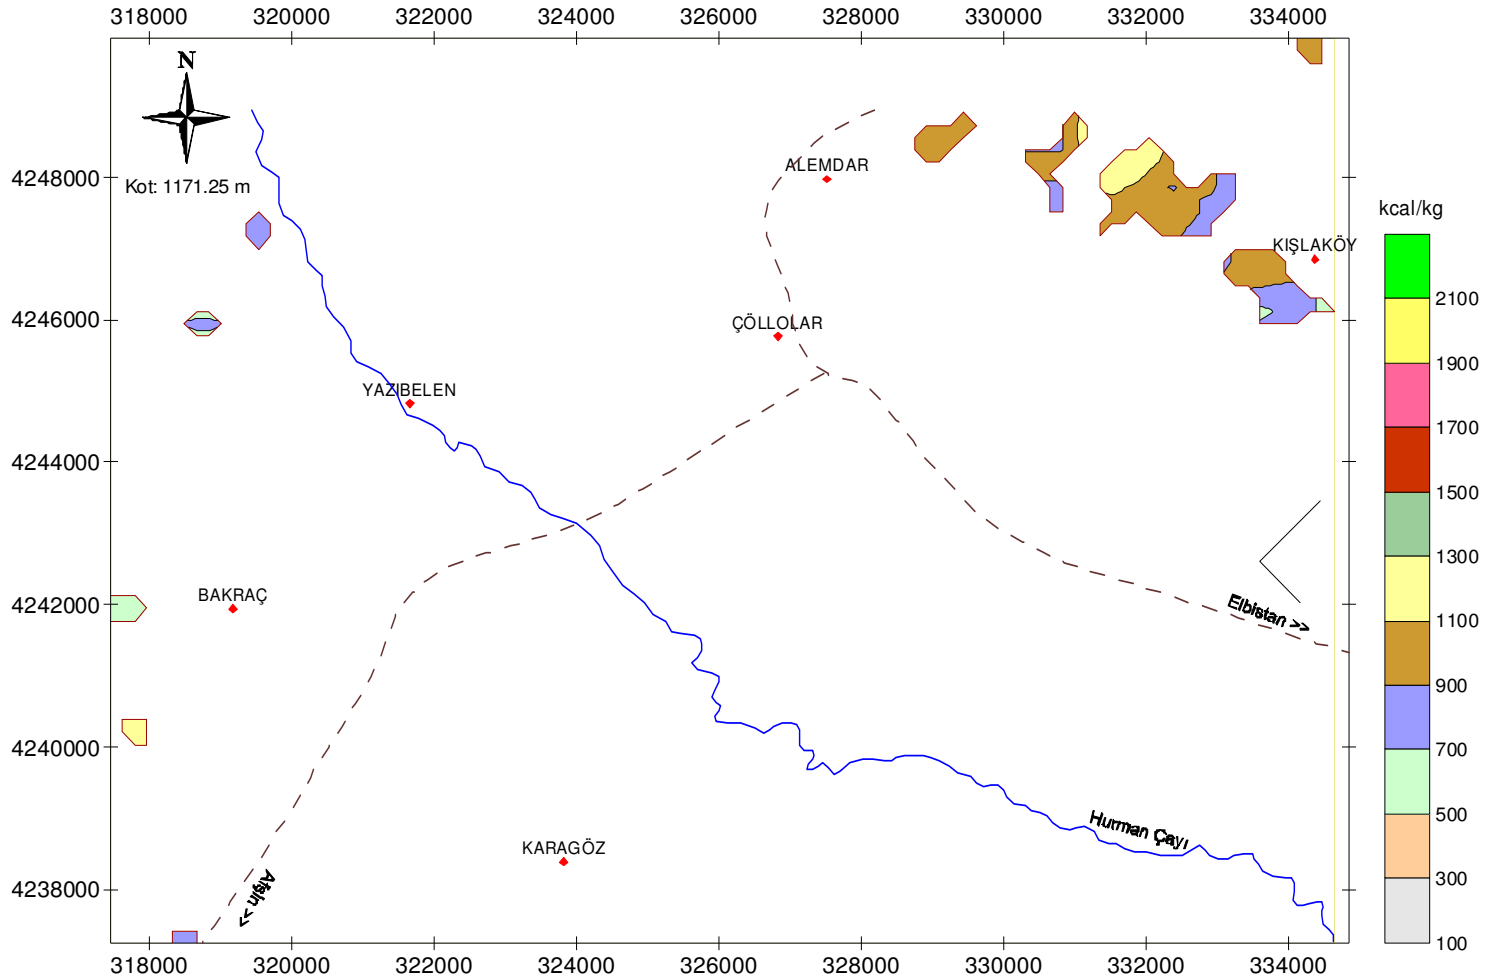 318000 320000 322000 324000 326000 328000 330000 332000 334000
N
4248000
Kot: 1171.25 m
ALEMDAR
kcal/kg
KIŞLAKÖY
2100
4246000
ÇÖLLOLAR
1900
YAZIBELEN
1700
4244000
1500
1300
BAKRAÇ
4242000
Elbistan >>
1100
900
4240000
700
Hurman Çayı
500
KARAGÖZ
300
4238000
Afşin >>
100
318000 320000 322000 324000 326000 328000 330000 332000 334000